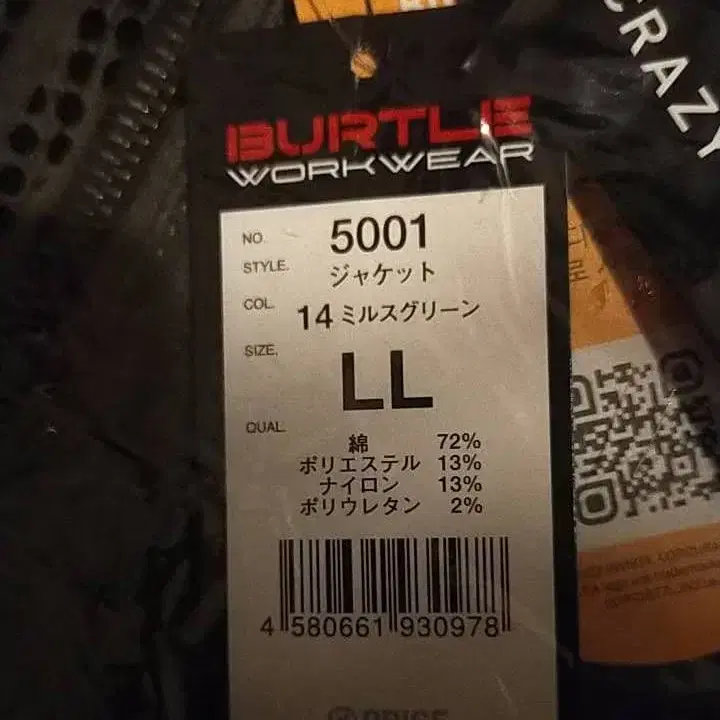 CRAZY
BURTLE
WORKWEAR
NO. 5001
STYLE. ジャケット
COL. 14 ミルスグリーン
SIZE. LL
QUAL. 綿 72%
ポリエステル 13%
ナイロン 13%
ポリウレタン 2%
4 580661 930978
PRICE